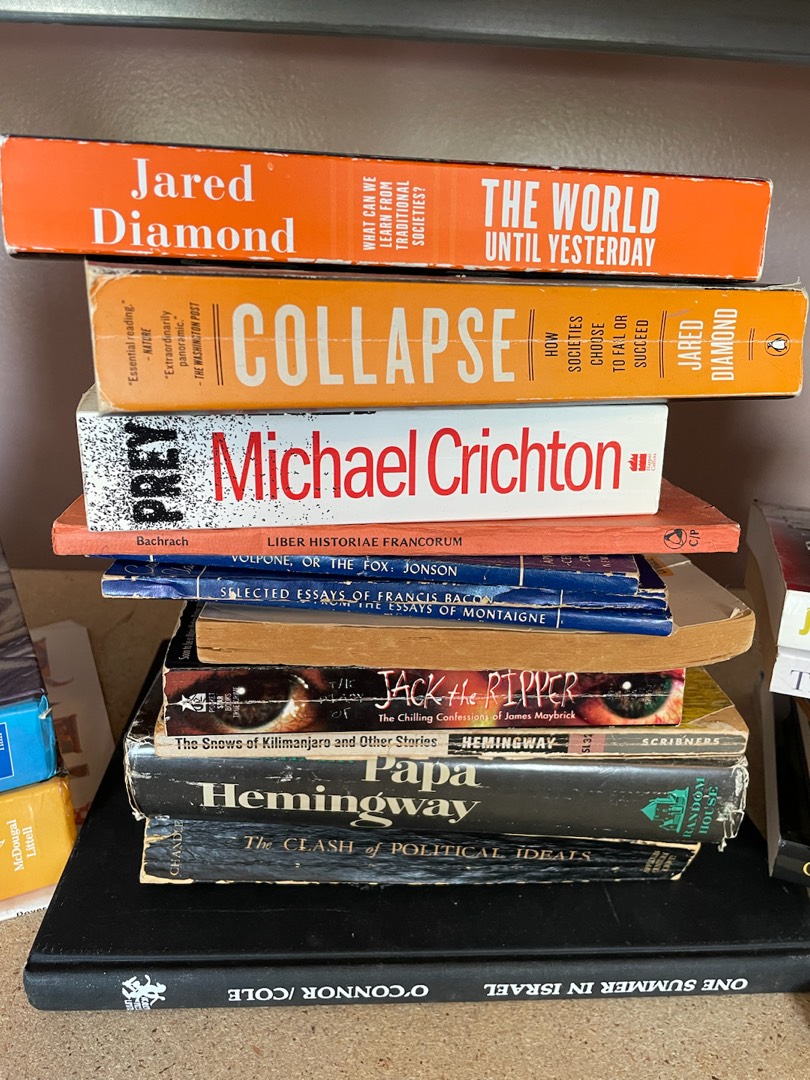 Jared
Diamond
WHAT CAN WE
LEARN FROM
TRADITIONAL
SOCIETIES?
THE WORLD
UNTIL YESTERDAY
"Essential reading."
– NATURE
"Extraordinarily
panoramic."
– THE WASHINGTON POST
COLLAPSE
HOW
SOCIETIES
CHOOSE
TO FAIL OR
SUCCEED
JARED
DIAMOND
PREY
Michael Crichton
Bachrach
LIBER HISTORIAE FRANCORUM
C/P
VOLPONE, OR THE FOX: JONSON
SELECTED ESSAYS OF FRANCIS BACON
FROM THE ESSAYS OF MONTAIGNE
THE
OF
JACK the RIPPER
The Chilling Confessions of James Maybrick
The Snows of Kilimanjaro and Other Stories
HEMINGWAY
SCRIBNERS
Papa
Hemingway
RANDOM
HOUSE
The CLASH of POLITICAL IDEALS
McDougal
Littell
O'CONNOR/COLE
ONE SUMMER IN ISRAEL